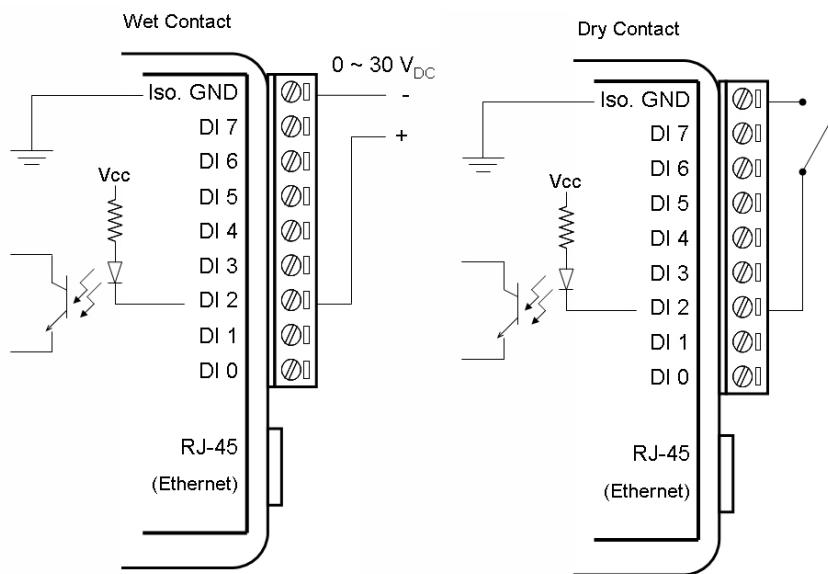 Wet Contact
0 ~ 30 VDC
Iso. GND
-
DI 7
+
DI 6
Vcc
DI 5
DI 4
DI 3
DI 2
DI 1
DI 0
RJ-45
(Ethernet)
Dry Contact
Iso. GND
DI 7
DI 6
Vcc
DI 5
DI 4
DI 3
DI 2
DI 1
DI 0
RJ-45
(Ethernet)